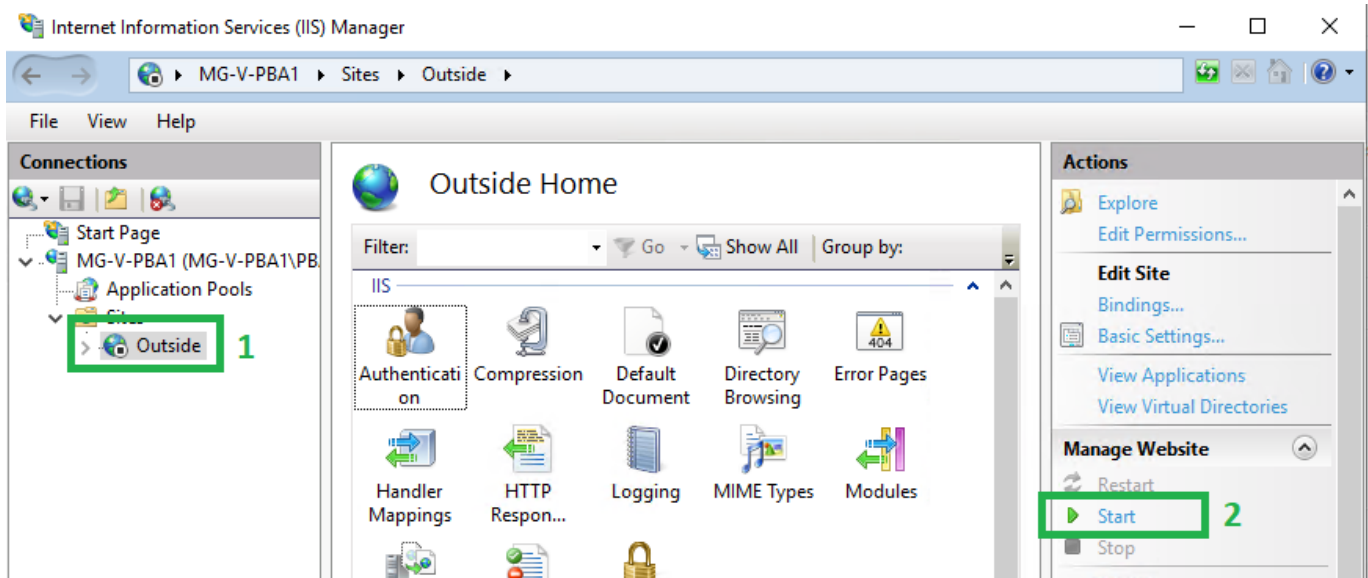 Internet Information Services (IIS) Manager
MG-V-PBA1 Sites Outside
File View Help
Connections
Start Page
MG-V-PBA1 (MG-V-PBA1\PB
Application Pools
Sites
Outside
1
Outside Home
Filter: Go Show All Group by:
IIS
Authenticati
on
Compression
Default
Document
Directory
Browsing
404
Error Pages
Handler
Mappings
HTTP
Respon...
Logging
MIME Types
Modules
Actions
Explore
Edit Permissions...
Edit Site
Bindings...
Basic Settings...
View Applications
View Virtual Directories
Manage Website
Restart
Start
2
Stop